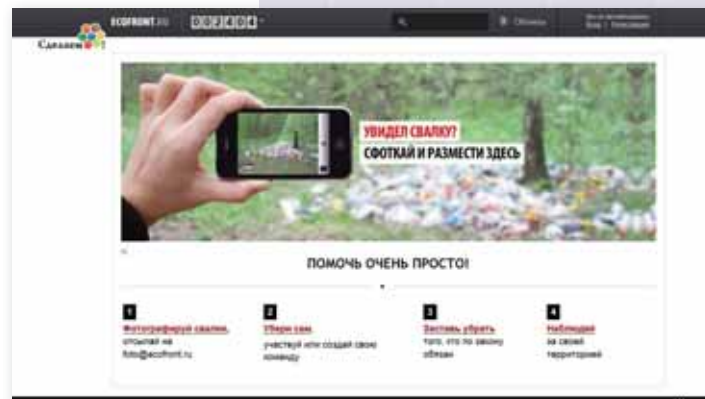 ECOFRONT.RU 002404
Сделаем!
УВИДЕЛ СВАЛКУ?
СФОТКАЙ И РАЗМЕСТИ ЗДЕСЬ
ПОМОЧЬ ОЧЕНЬ ПРОСТО!
1
Фотографируй свалки,
отсылай на
foto@ecofront.ru
2
Убери сам,
участвуй или создай свою
команду
3
Заставь убрать
того, кто по закону
обязан
4
Наблюдай
за своей
территорией